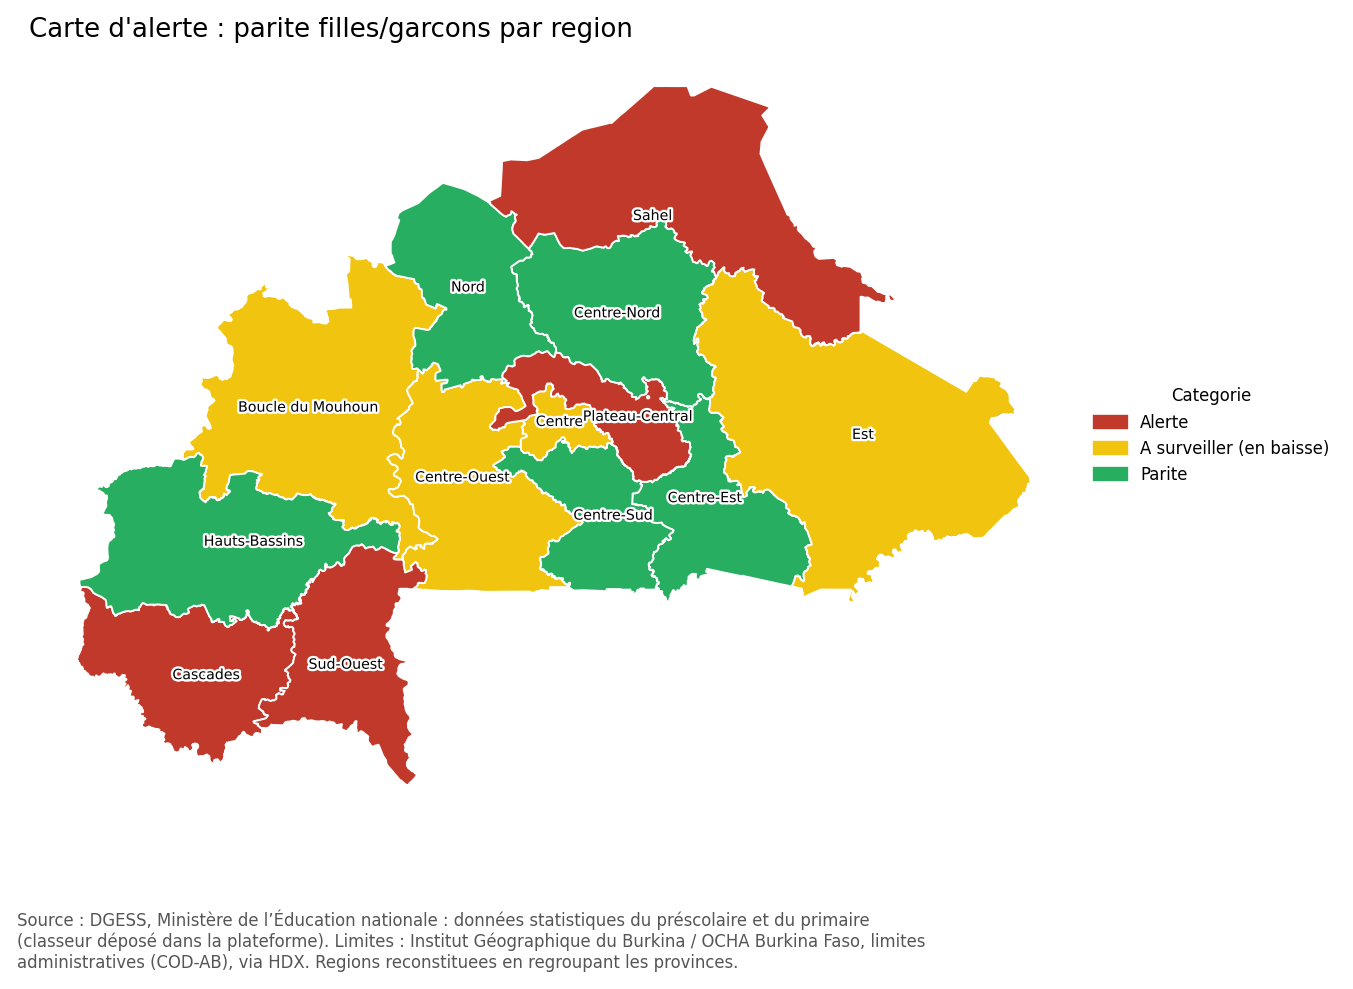 Carte d'alerte : parite filles/garcons par region
Sahel
Nord
Centre-Nord
Boucle du Mouhoun
Centre
Plateau-Central
Est
Centre-Ouest
Centre-Est
Centre-Sud
Hauts-Bassins
Sud-Ouest
Cascades
Categorie
Alerte
A surveiller (en baisse)
Parite
Source : DGESS, Ministère de l’Éducation nationale : données statistiques du préscolaire et du primaire
(classeur déposé dans la plateforme). Limites : Institut Géographique du Burkina / OCHA Burkina Faso, limites
administratives (COD-AB), via HDX. Regions reconstituees en regroupant les provinces.